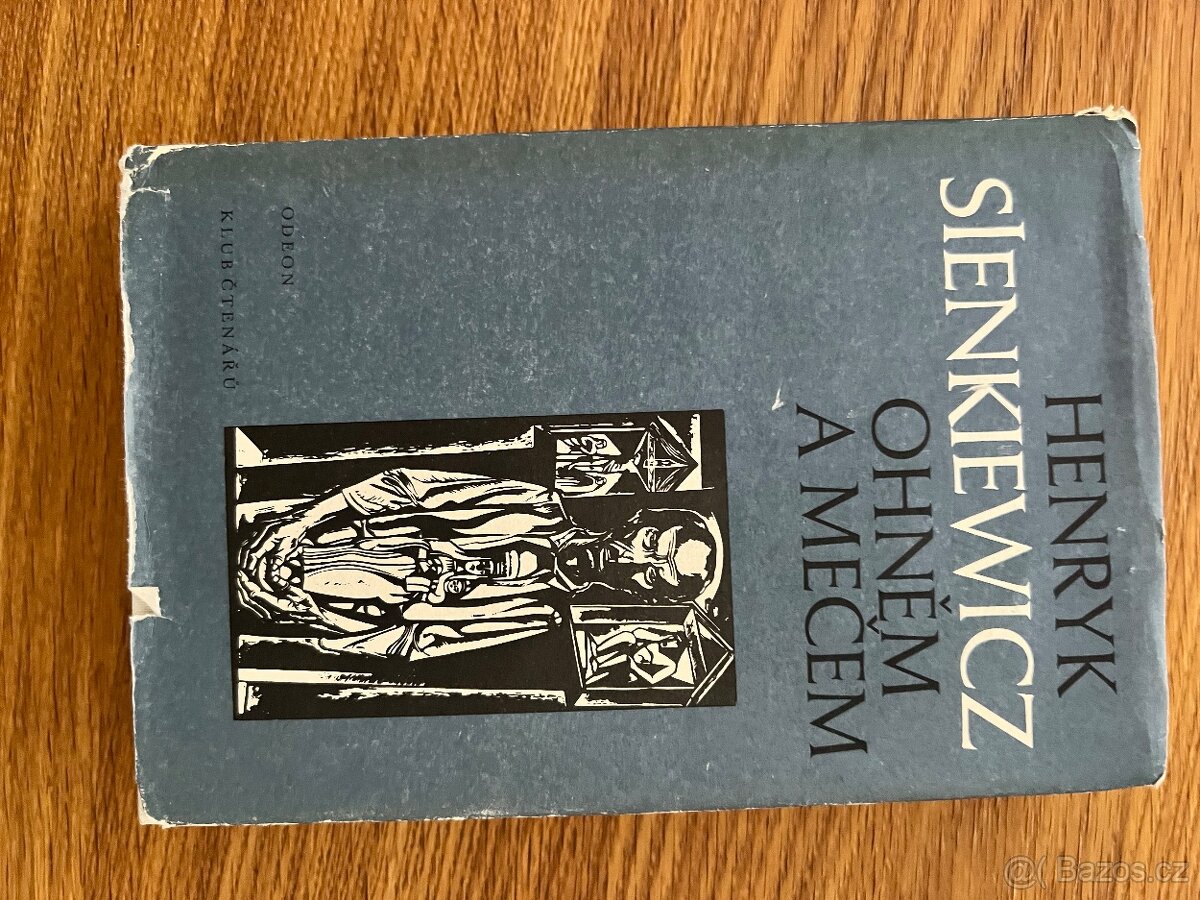 HENRYK
SIENKIEWICZ
OHNĚM
A MEČEM
ODEON
KLUB ČTENÁŘŮ
Bazos.cz